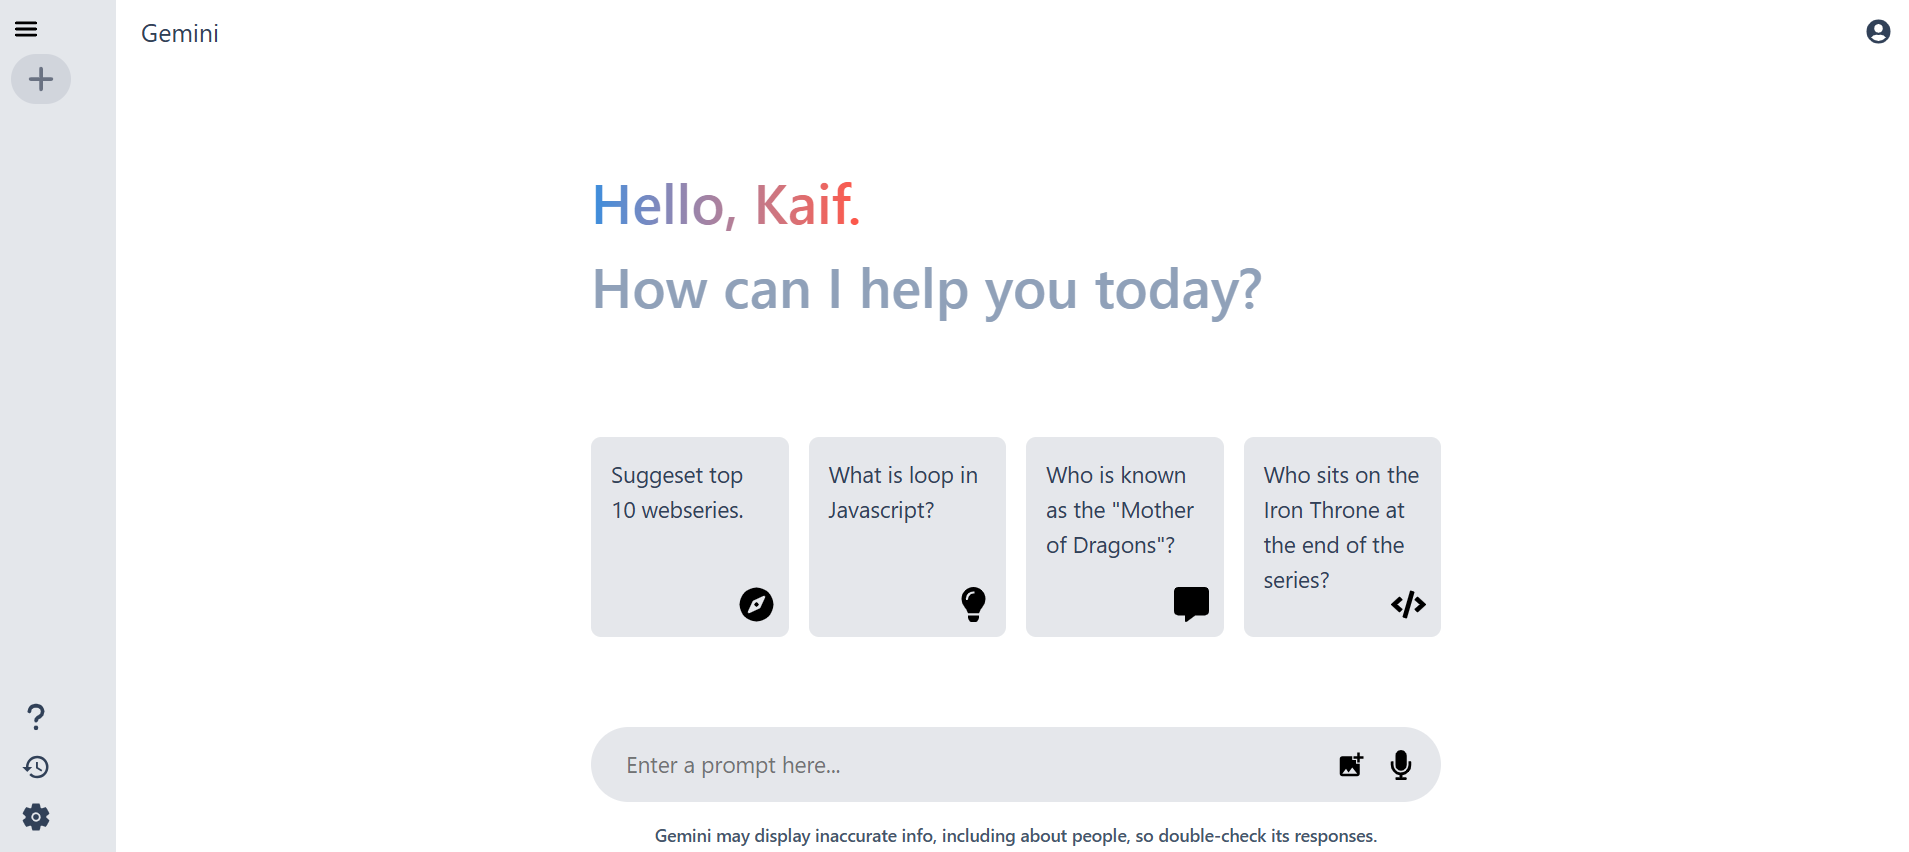 Gemini
Hello, Kaif.
How can I help you today?
Suggeset top
10 webseries.
What is loop in
Javascript?
Who is known
as the "Mother
of Dragons"?
Who sits on the
Iron Throne at
the end of the
series?
Enter a prompt here...
Gemini may display inaccurate info, including about people, so double-check its responses.